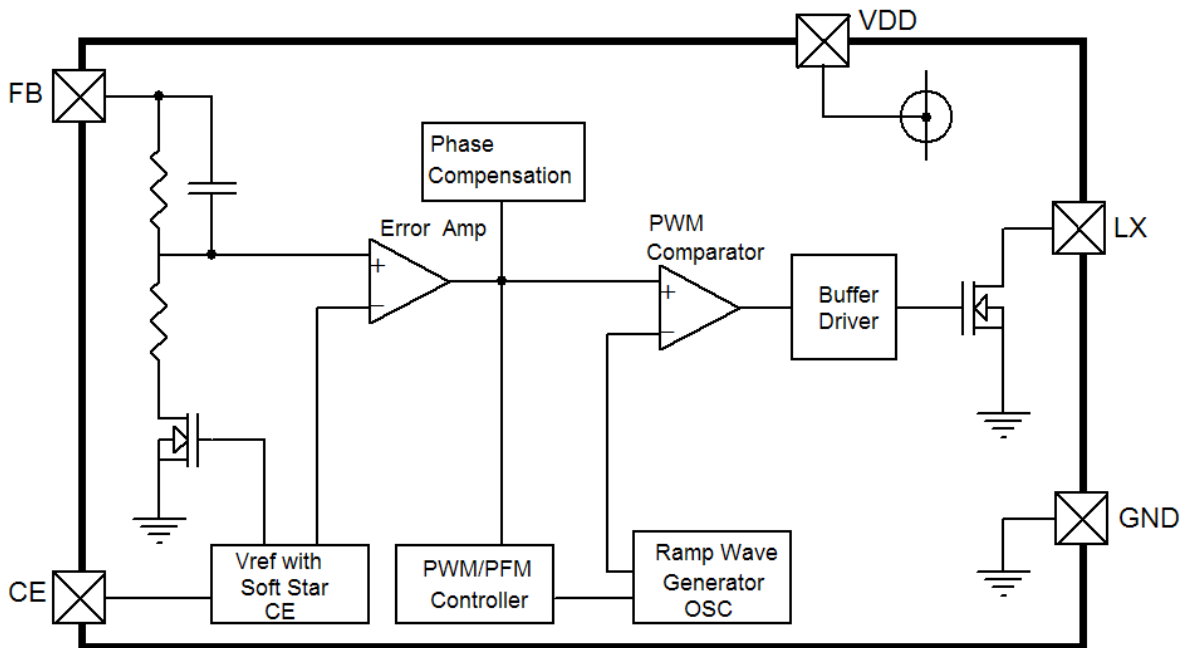 VDD
FB
Phase
Compensation
Error Amp
PWM
Comparator
LX
+
−
+
−
Buffer
Driver
GND
Vref with
Soft Star
CE
PWM/PFM
Controller
Ramp Wave
Generator
OSC
CE